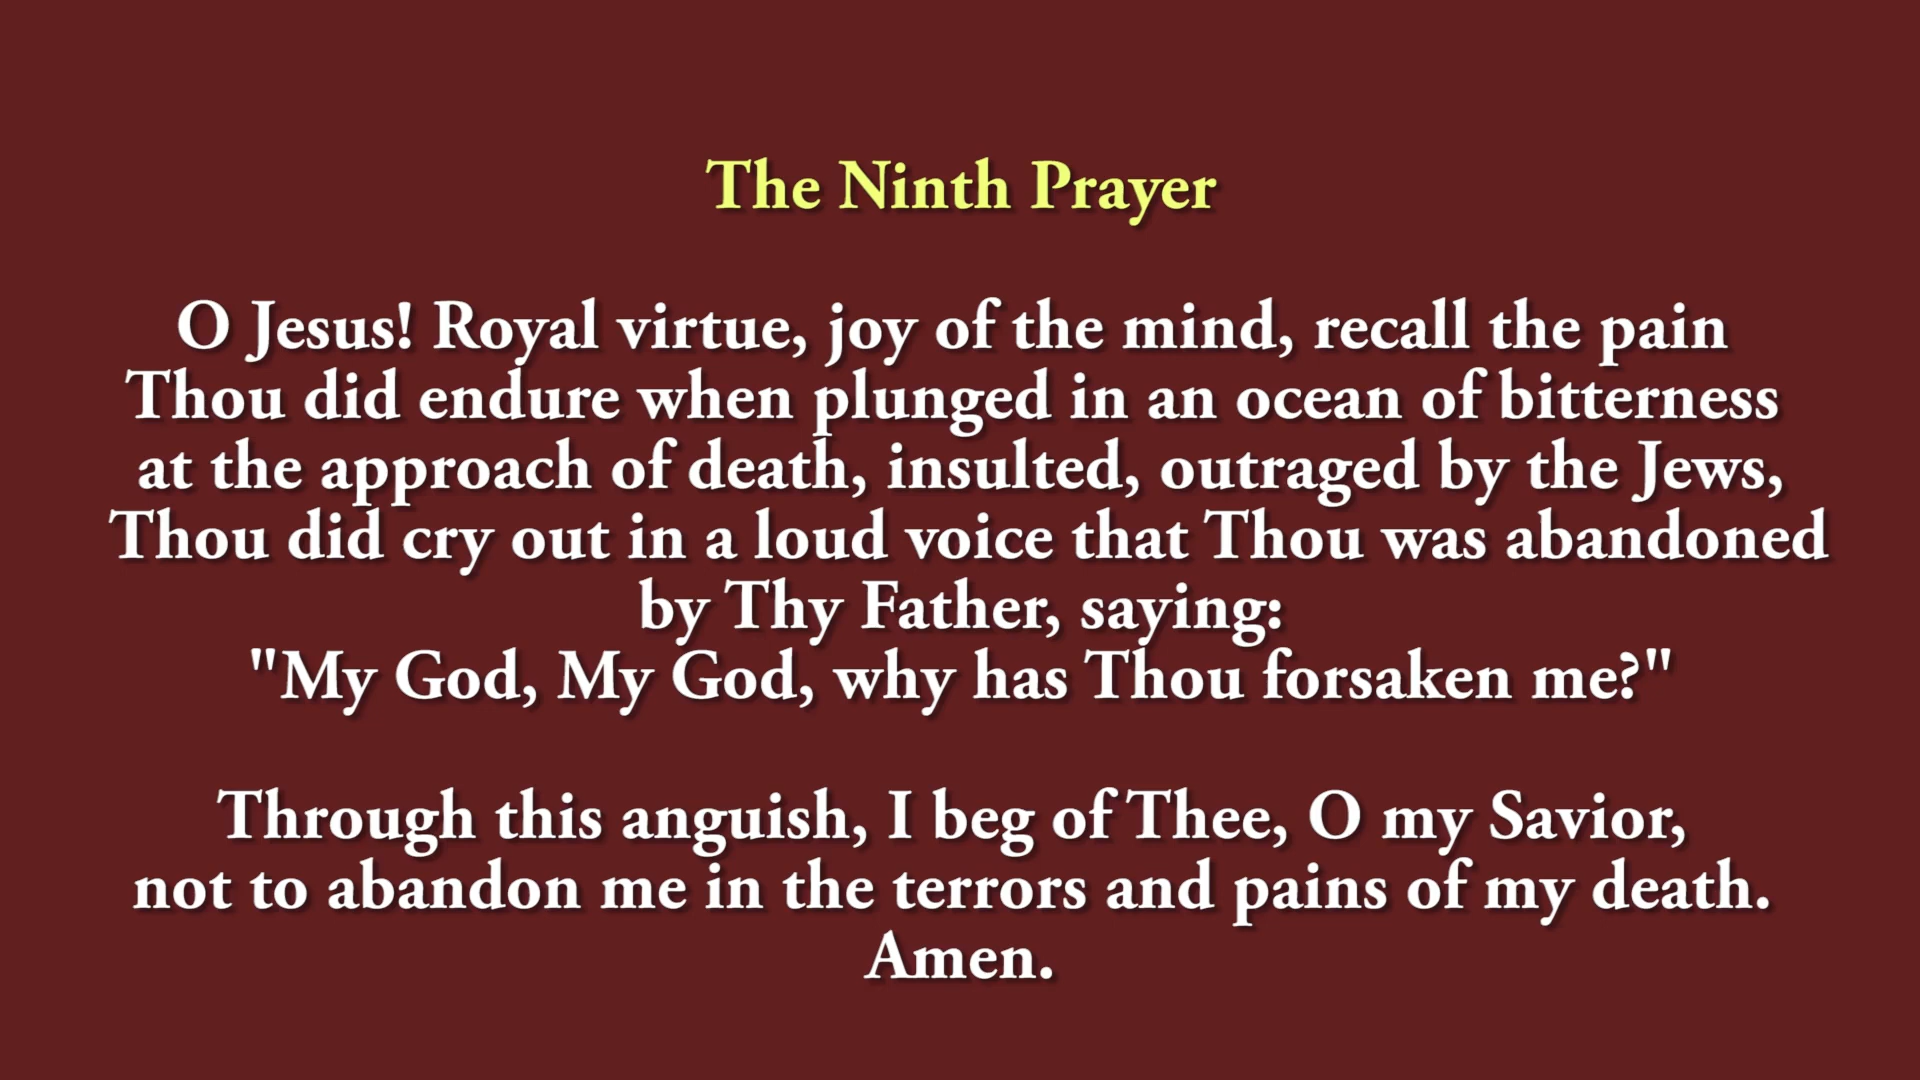 The Ninth Prayer
O Jesus! Royal virtue, joy of the mind, recall the pain
Thou did endure when plunged in an ocean of bitterness
at the approach of death, insulted, outraged by the Jews,
Thou did cry out in a loud voice that Thou was abandoned
by Thy Father, saying:
"My God, My God, why has Thou forsaken me?"
Through this anguish, I beg of Thee, O my Savior,
not to abandon me in the terrors and pains of my death.
Amen.